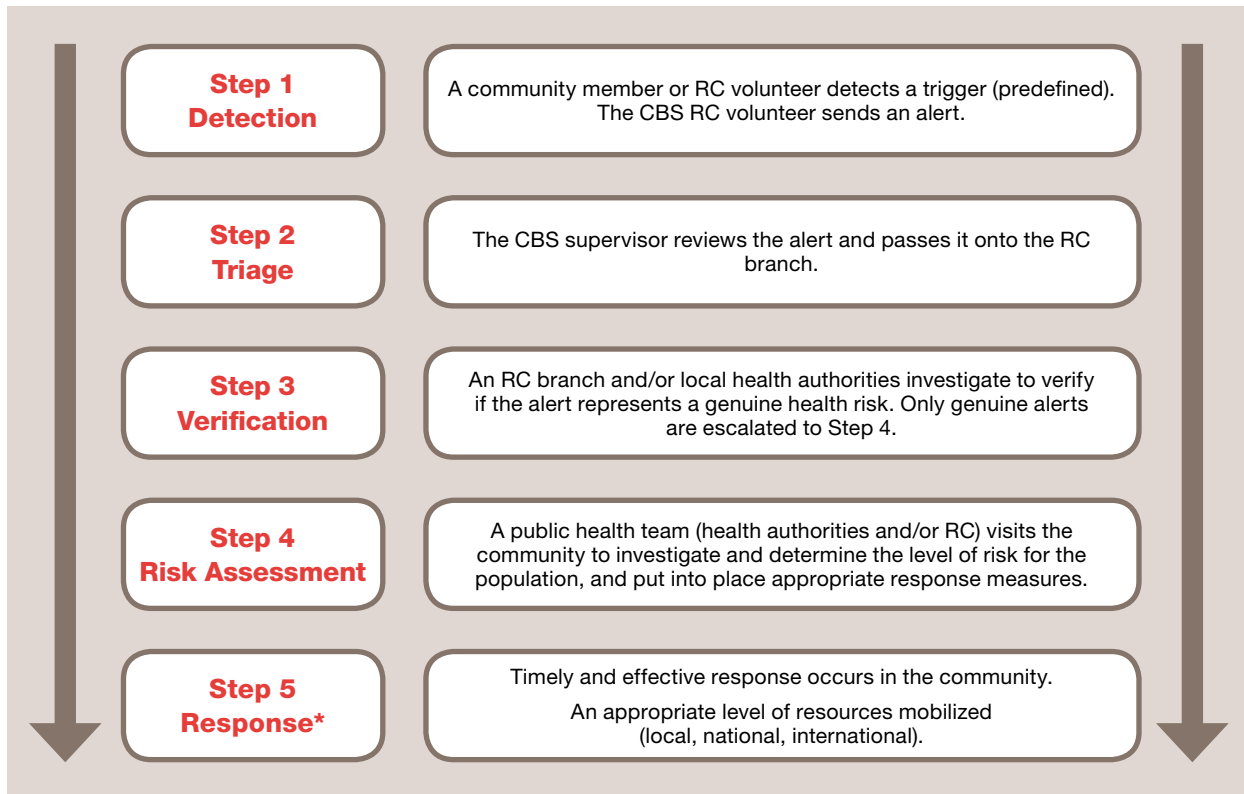 Step 1
Detection
A community member or RC volunteer detects a trigger (predefined).
The CBS RC volunteer sends an alert.
Step 2
Triage
The CBS supervisor reviews the alert and passes it onto the RC
branch.
Step 3
Verification
An RC branch and/or local health authorities investigate to verify
if the alert represents a genuine health risk. Only genuine alerts
are escalated to Step 4.
Step 4
Risk Assessment
A public health team (health authorities and/or RC) visits the
community to investigate and determine the level of risk for the
population, and put into place appropriate response measures.
Step 5
Response*
Timely and effective response occurs in the community.
An appropriate level of resources mobilized
(local, national, international).